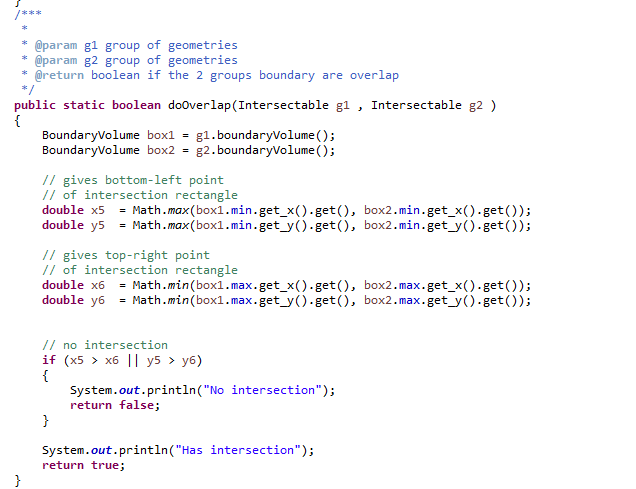 }
/***
 *
 * @param g1 group of geometries
 * @param g2 group of geometries
 * @return boolean if the 2 groups boundary are overlap
 */
public static boolean doOverlap(Intersectable g1 , Intersectable g2 )
{
    BoundaryVolume box1 = g1.boundaryVolume();
    BoundaryVolume box2 = g2.boundaryVolume();

    // gives bottom-left point
    // of intersection rectangle
    double x5  = Math.max(box1.min.get_x().get(), box2.min.get_x().get());
    double y5  = Math.max(box1.min.get_y().get(), box2.min.get_y().get());

    // gives top-right point
    // of intersection rectangle
    double x6  = Math.min(box1.max.get_x().get(), box2.max.get_x().get());
    double y6  = Math.min(box1.max.get_y().get(), box2.max.get_y().get());


    // no intersection
    if (x5 > x6 || y5 > y6)
    {
        System.out.println("No intersection");
        return false;
    }

    System.out.println("Has intersection");
    return true;
}